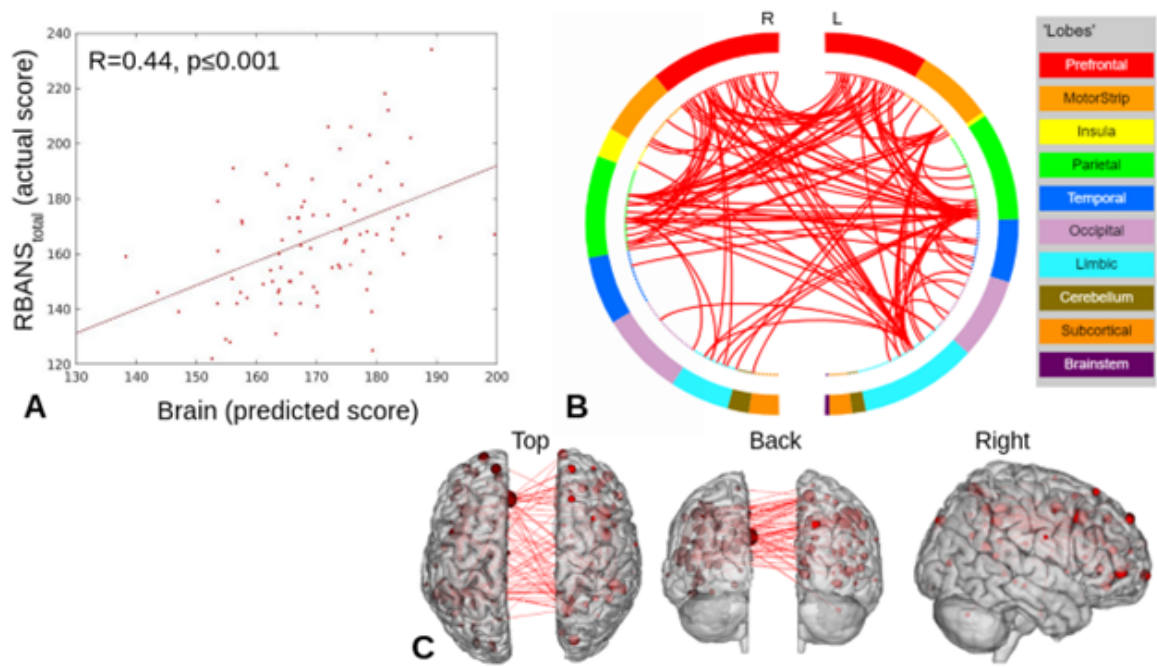 R=0.44, p≤0.001
RBANS_total (actual score)
240
220
200
180
160
140
120
130 140 150 160 170 180 190 200
Brain (predicted score)
A
R L
B
'Lobes'
Prefrontal
MotorStrip
Insula
Parietal
Temporal
Occipital
Limbic
Cerebellum
Subcortical
Brainstem
Top Back Right
C